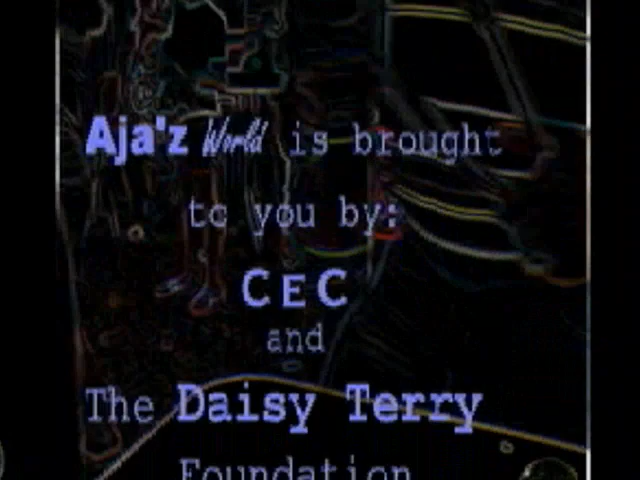 Aja'z World is brought
to you by:
CEC
and
The Daisy Terry
Foundation